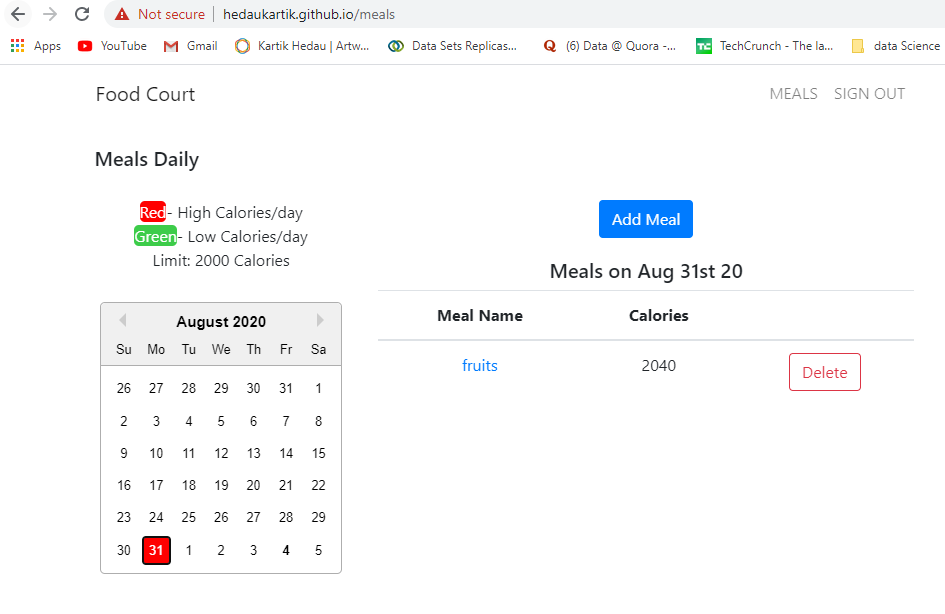 Not secure | hedaukartik.github.io/meals
Apps YouTube Gmail Kartik Hedau | Artw... Data Sets Replicas... (6) Data @ Quora -... TechCrunch - The la... data Science
Food Court MEALS SIGN OUT
Meals Daily
Red- High Calories/day
Green- Low Calories/day
Limit: 2000 Calories
Add Meal
Meals on Aug 31st 20
Meal Name Calories
fruits 2040 Delete
August 2020
Su Mo Tu We Th Fr Sa
26 27 28 29 30 31 1
2 3 4 5 6 7 8
9 10 11 12 13 14 15
16 17 18 19 20 21 22
23 24 25 26 27 28 29
30 31 1 2 3 4 5